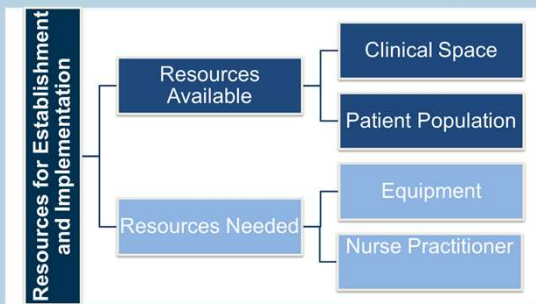 Resources for Establishment
and Implementation
Resources
Available
Clinical Space
Patient Population
Resources Needed
Equipment
Nurse Practitioner